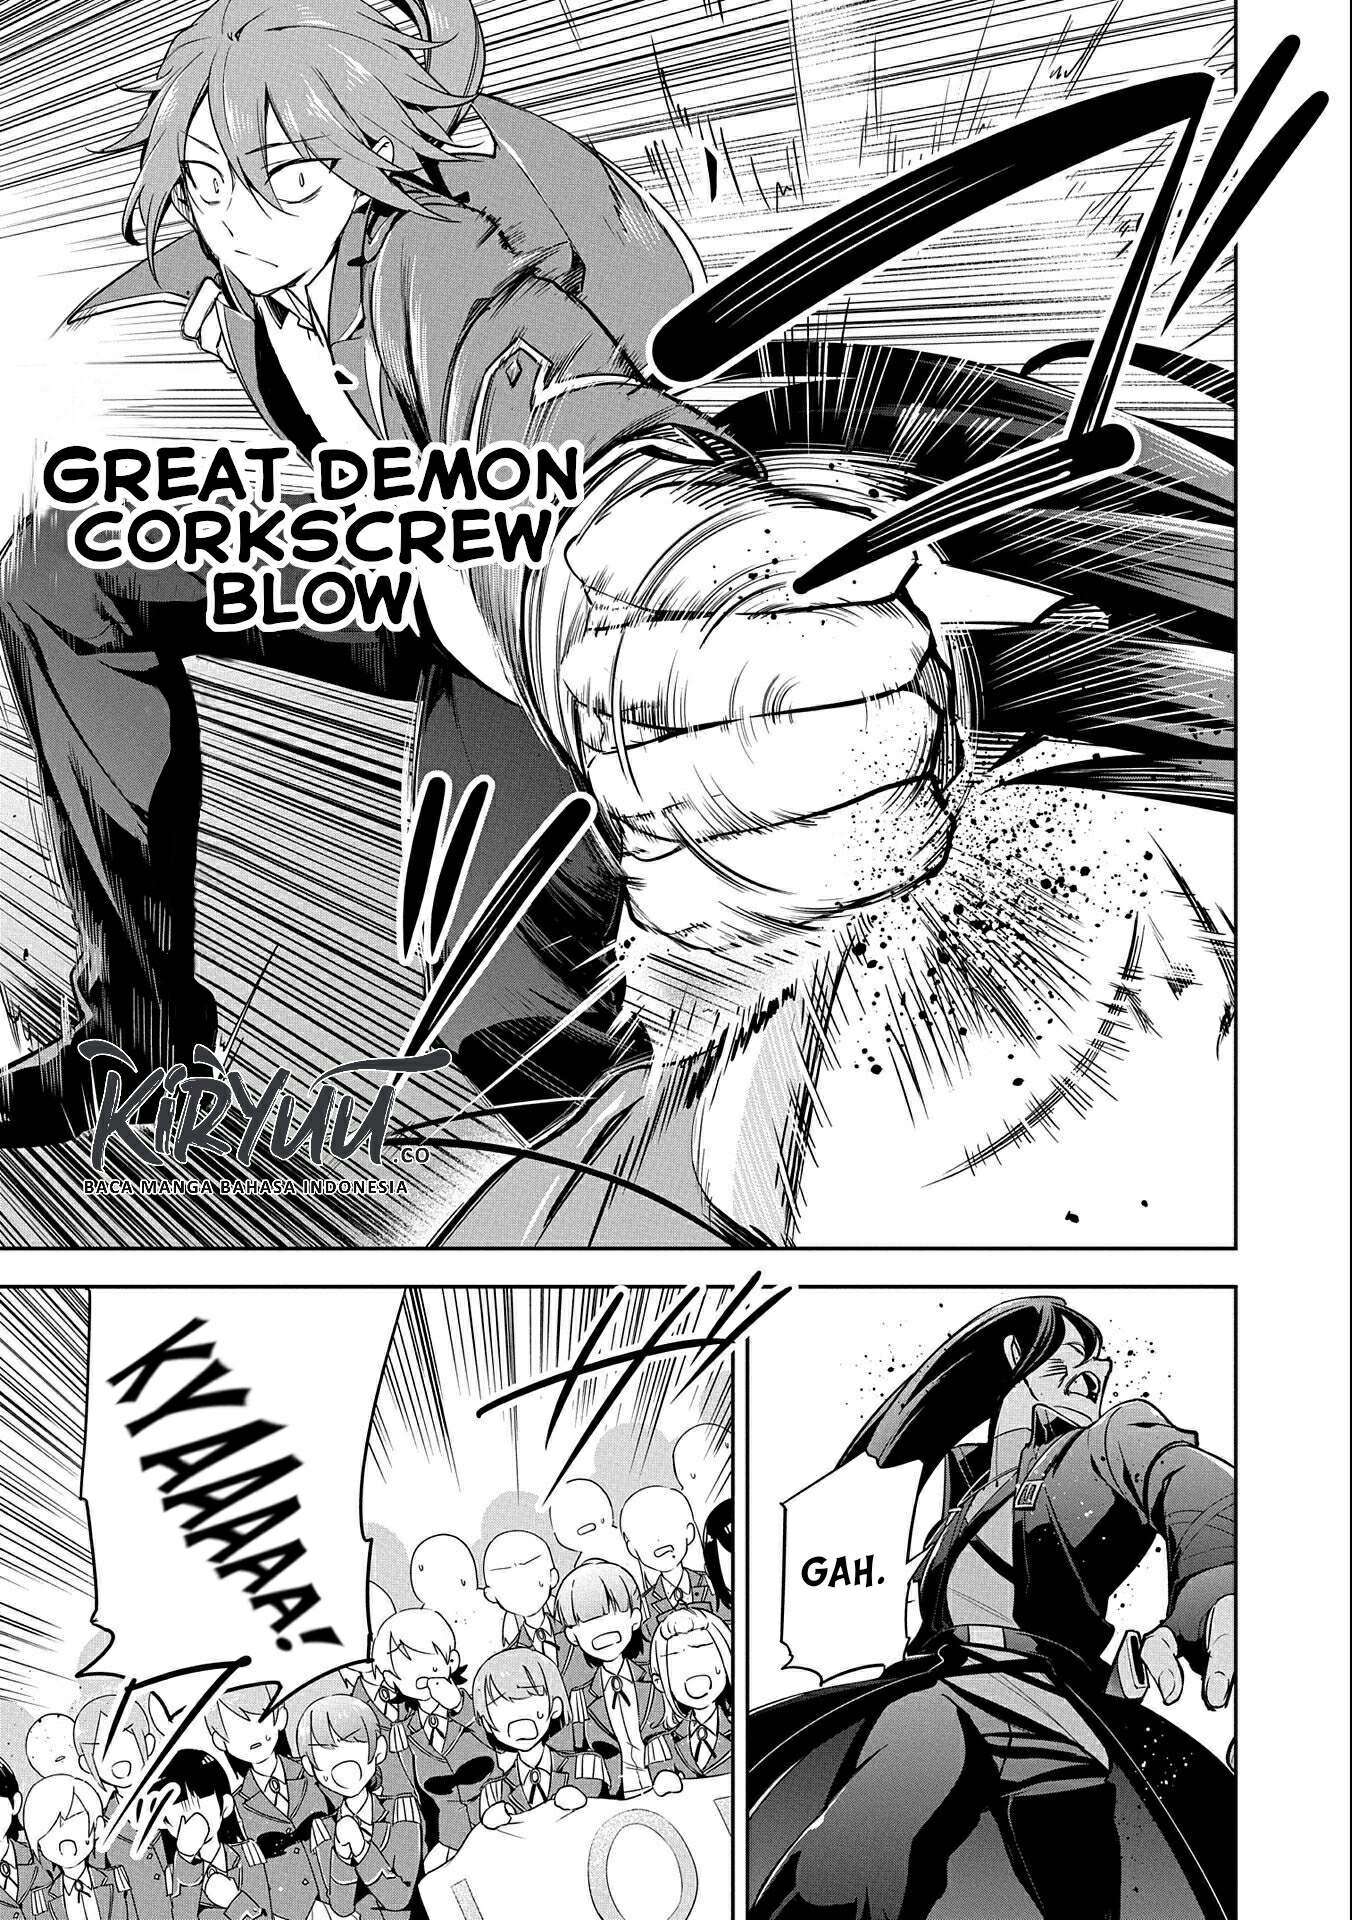 GREAT DEMON
CORKSCREW
BLOW
KIRYUU.CO
BACA MANGA BAHASA INDONESIA
GAH.
KYAAAAA!